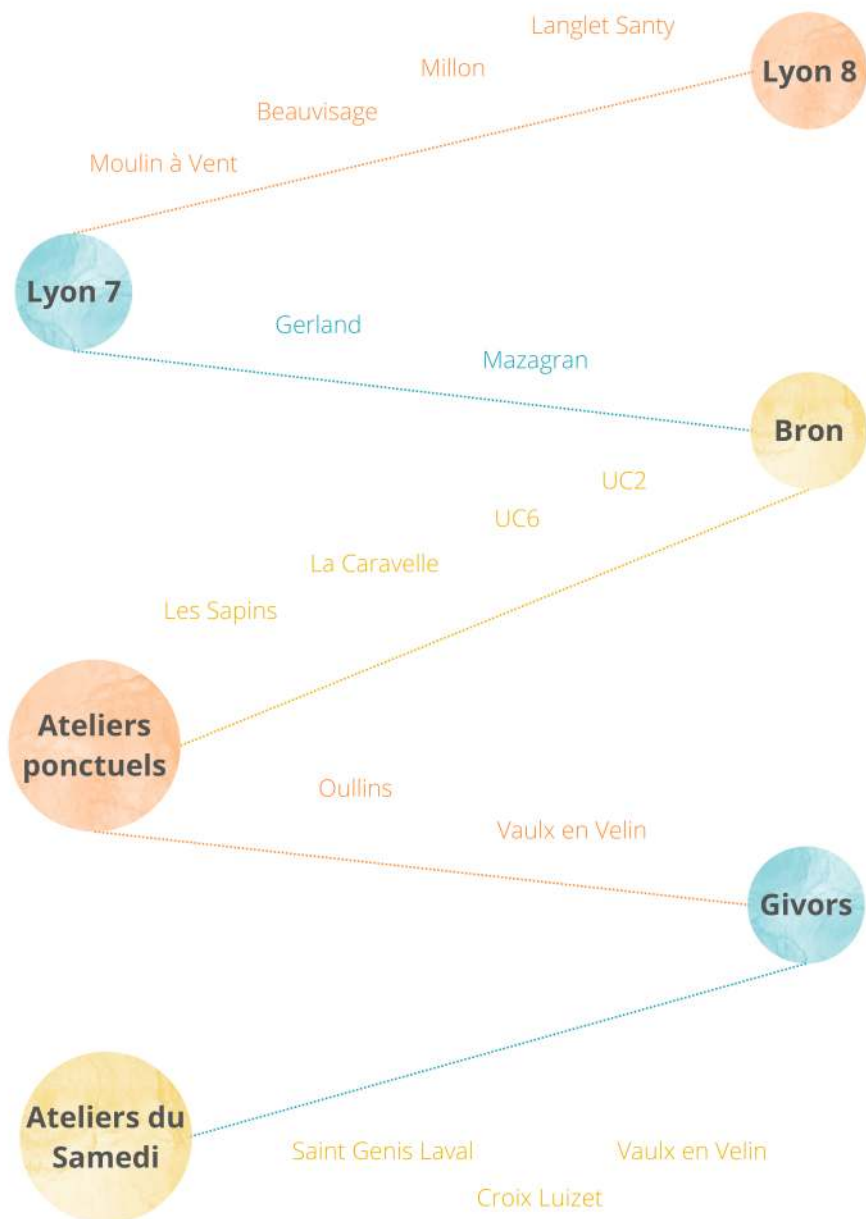 Langlet Santy
Lyon 8
Millon
Beauvisage
Moulin à Vent
Lyon 7
Gerland
Mazagran
Bron
UC2
UC6
La Caravelle
Les Sapins
Ateliers
ponctuels
Oullins
Vaulx en Velin
Givors
Ateliers du
Samedi
Saint Genis Laval
Vaulx en Velin
Croix Luizet